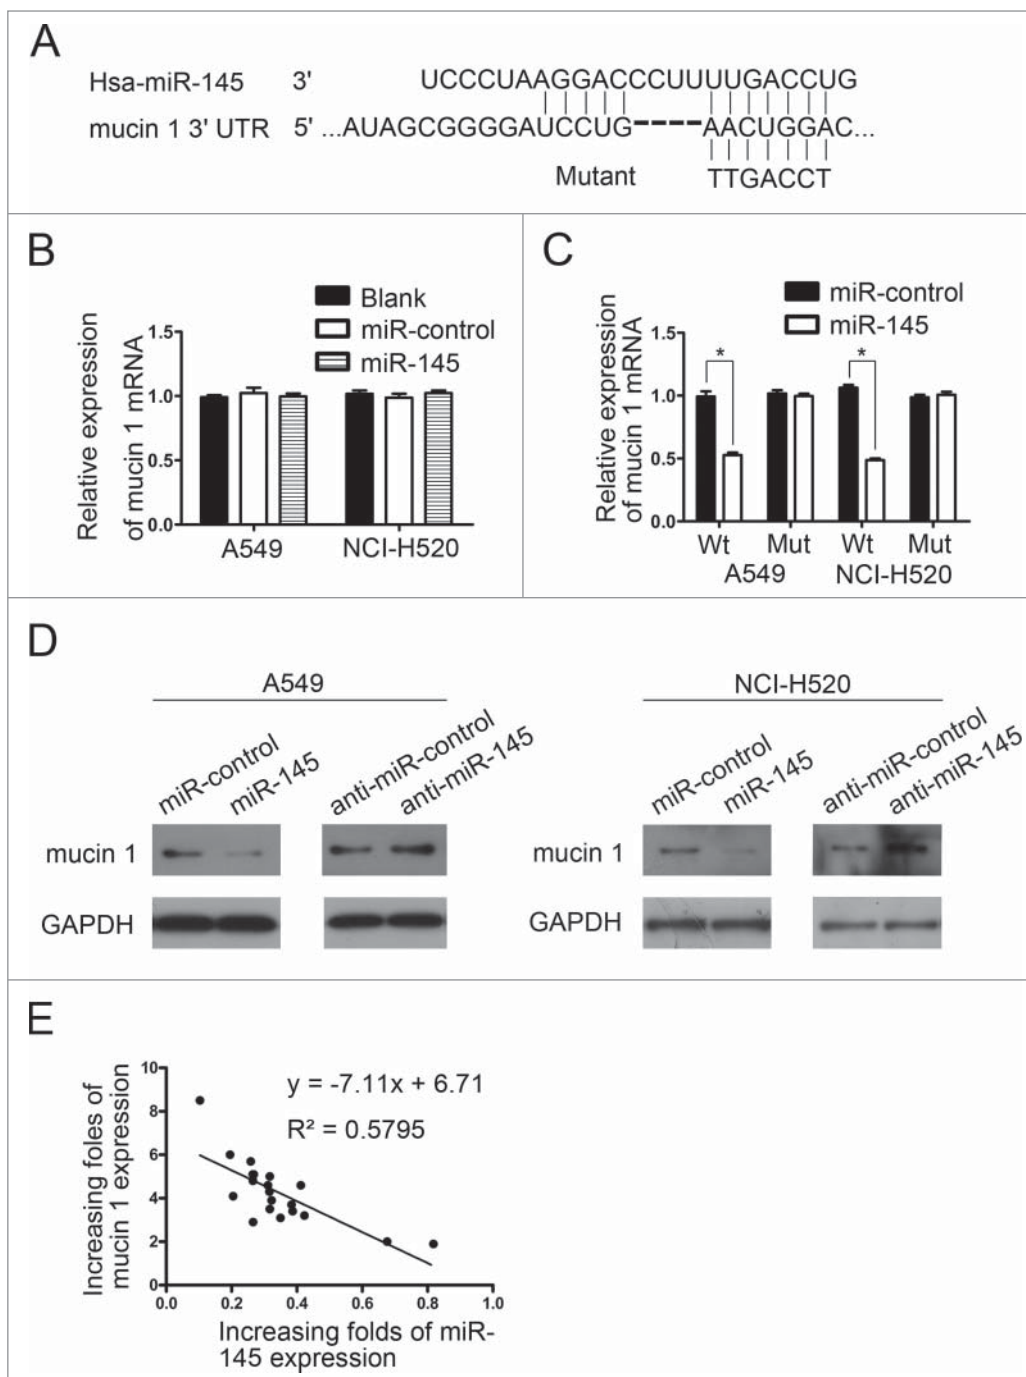 A
Hsa-miR-145 3' UCCCUAAGGACCCUUUUGACCUG
mucin 1 3' UTR 5' ...AUAGCGGGGAUCCUG----AACUGGAC...
Mutant TTGACCT
B
Blank
miR-control
miR-145
Relative expression
of mucin 1 mRNA
1.5
1.0
0.5
0.0
A549 NCI-H520
C
miR-control
miR-145
Relative expression
of mucin 1 mRNA
1.5
1.0
0.5
0.0
* *
Wt Mut Wt Mut
A549 NCI-H520
D
A549
miR-control miR-145 anti-miR-control anti-miR-145
mucin 1
GAPDH
NCI-H520
miR-control miR-145 anti-miR-control anti-miR-145
mucin 1
GAPDH
E
Increasing foles of
mucin 1 expression
10
8
6
4
2
0
y = -7.11x + 6.71
R² = 0.5795
0.0 0.2 0.4 0.6 0.8 1.0
Increasing folds of miR-
145 expression